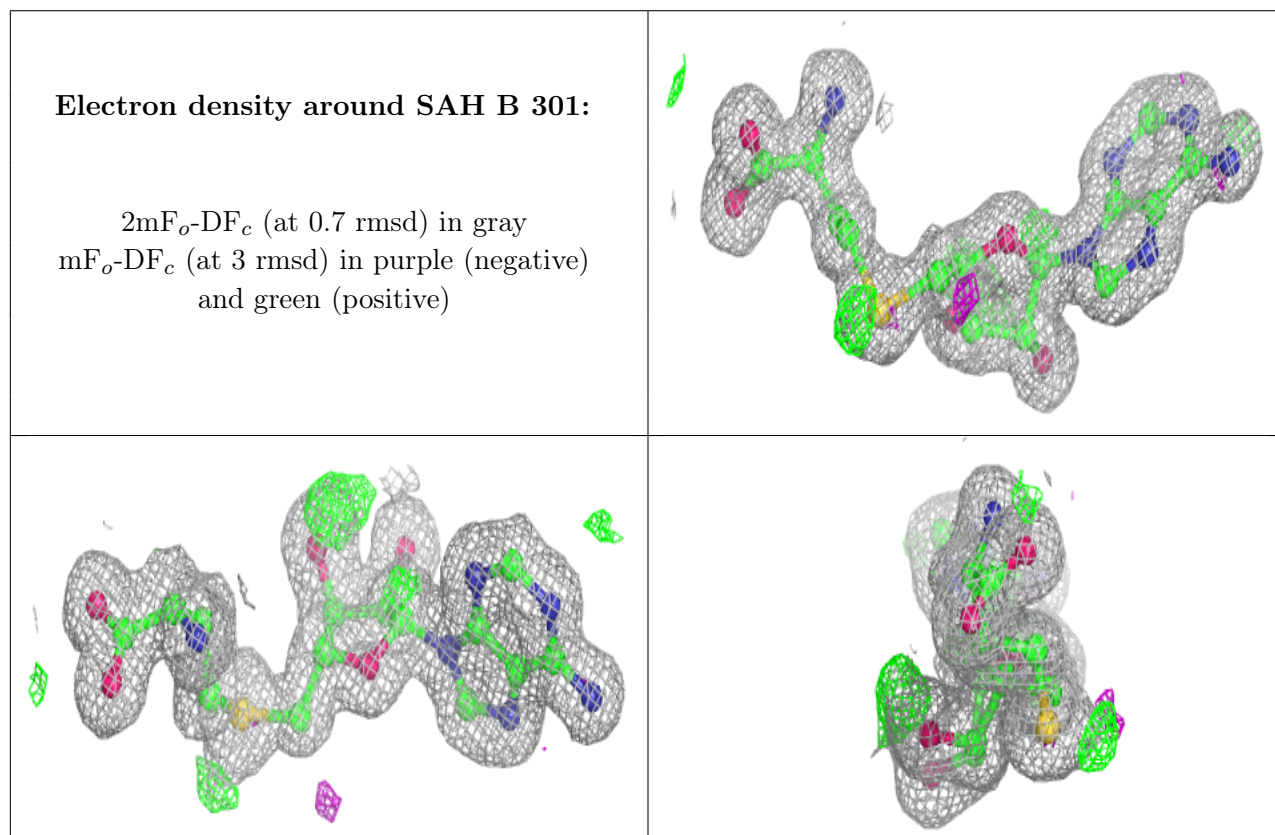 Electron density around SAH B 301:
2mFo-DFc (at 0.7 rmsd) in gray
mFo-DFc (at 3 rmsd) in purple (negative)
and green (positive)